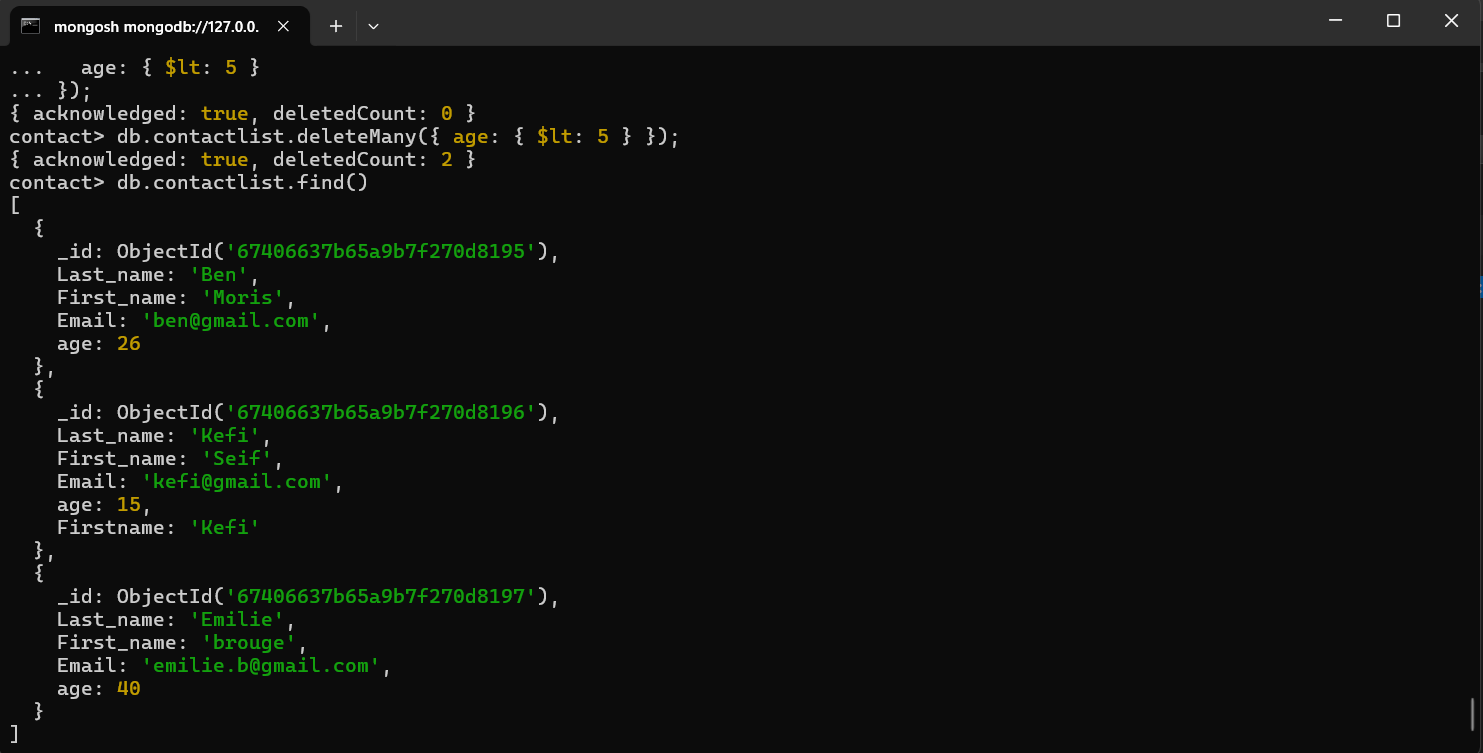 mongosh mongodb://127.0.0.
...   age: { $lt: 5 }
... });
{ acknowledged: true, deletedCount: 0 }
contact> db.contactlist.deleteMany({ age: { $lt: 5 } });
{ acknowledged: true, deletedCount: 2 }
contact> db.contactlist.find()
[
  {
    _id: ObjectId('67406637b65a9b7f270d8195'),
    Last_name: 'Ben',
    First_name: 'Moris',
    Email: 'ben@gmail.com',
    age: 26
  },
  {
    _id: ObjectId('67406637b65a9b7f270d8196'),
    Last_name: 'Kefi',
    First_name: 'Seif',
    Email: 'kefi@gmail.com',
    age: 15,
    Firstname: 'Kefi'
  },
  {
    _id: ObjectId('67406637b65a9b7f270d8197'),
    Last_name: 'Emilie',
    First_name: 'brouge',
    Email: 'emilie.b@gmail.com',
    age: 40
  }
]